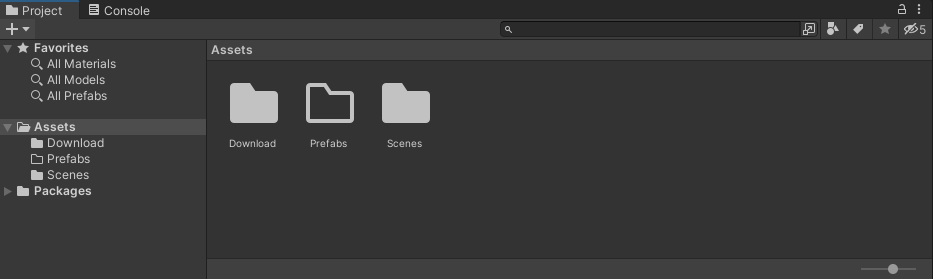 Project Console
5
Favorites
All Materials
All Models
All Prefabs
Assets
Download
Prefabs
Scenes
Packages
Assets
Download Prefabs Scenes